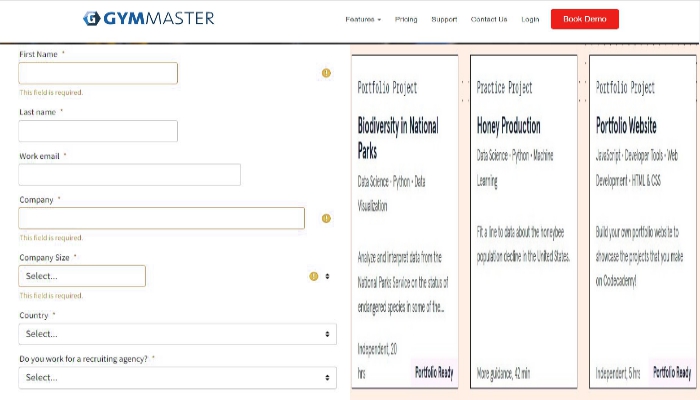 GYMMASTER
Features Pricing Support Contact Us Login Book Demo
First Name *
This field is required.
Last name *
Work email *
Company *
This field is required.
Company Size *
Select...
This field is required.
Country *
Select...
Do you work for a recruiting agency? *
Select...
Portfolio Project
Biodiversity in National
Parks
Data Science • Python • Data
Visualization
Analyze and interpret data from the
National Parks Service on the status of
endangered species in some of the...
Independent, 20
hrs
Portfolio Ready
Practice Project
Honey Production
Data Science • Python • Machine
Learning
Fit a line to data about the honeybee
population decline in the United States.
More guidance, 42 min
Portfolio Project
Portfolio Website
JavaScript • Developer Tools • Web
Development • HTML & CSS
Build your own portfolio website to
showcase the projects that you make
on Codecademy!
Independent, 5 hrs
Portfolio Ready